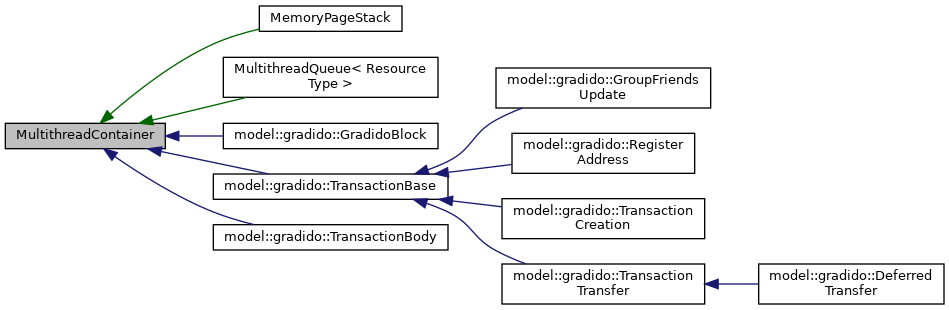 MemoryPageStack
MultithreadQueue< Resource
Type >
MultithreadContainer
model::gradido::GradidoBlock
model::gradido::TransactionBase
model::gradido::TransactionBody
model::gradido::GroupFriends
Update
model::gradido::Register
Address
model::gradido::Transaction
Creation
model::gradido::Transaction
Transfer
model::gradido::Deferred
Transfer